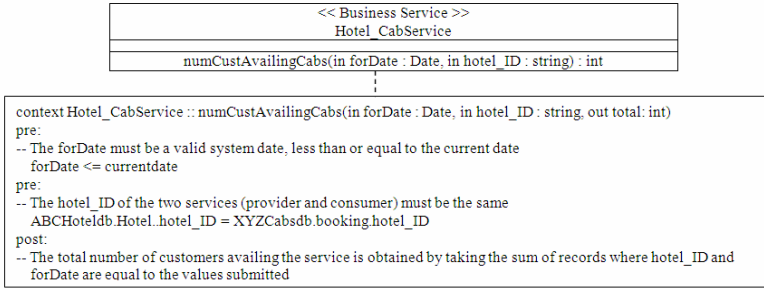 << Business Service >>
Hotel_CabService
numCustAvailingCabs(in forDate : Date, in hotel_ID : string) : int
context Hotel_CabService :: numCustAvailingCabs(in forDate : Date, in hotel_ID : string, out total: int)
pre:
-- The forDate must be a valid system date, less than or equal to the current date
forDate <= currentdate
pre:
-- The hotel_ID of the two services (provider and consumer) must be the same
ABCHoteldb.Hotel..hotel_ID = XYZCabsdb.booking.hotel_ID
post:
-- The total number of customers availing the service is obtained by taking the sum of records where hotel_ID and
forDate are equal to the values submitted